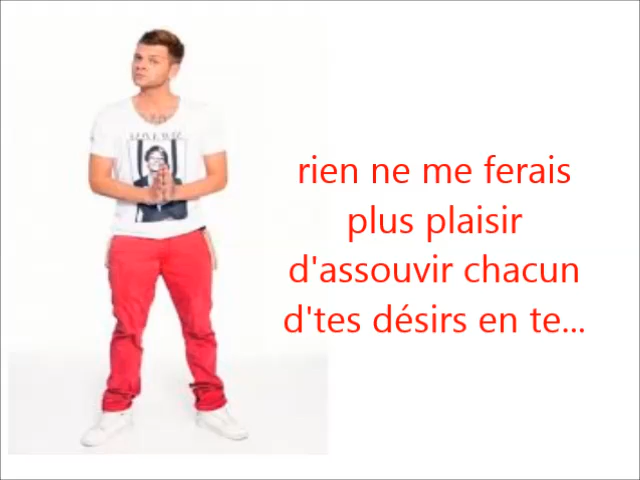 rien ne me ferais
plus plaisir
d'assouvir chacun
d'tes désirs en te...